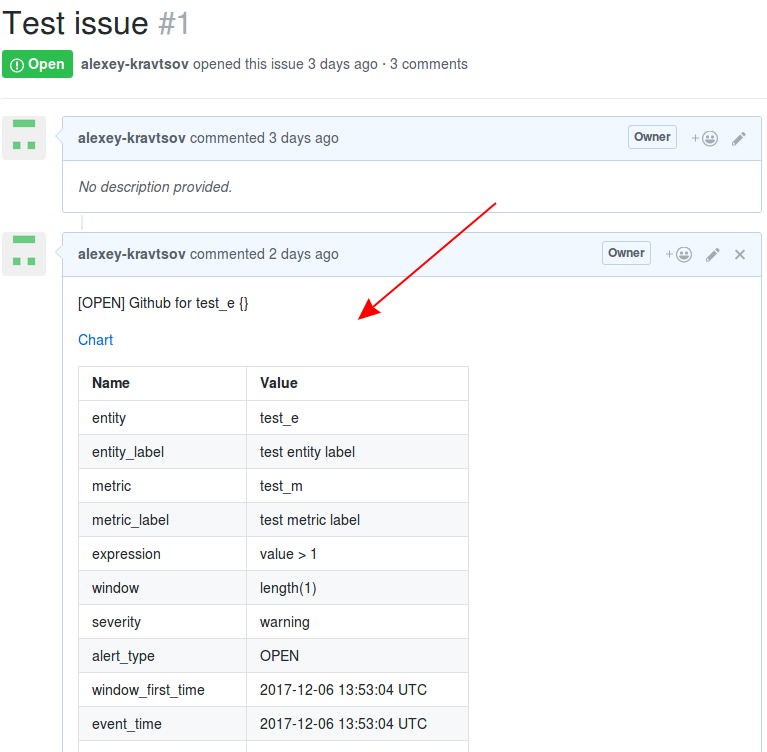 Test issue #1
Open alexey-kravtsov opened this issue 3 days ago · 3 comments
alexey-kravtsov commented 3 days ago Owner
No description provided.
alexey-kravtsov commented 2 days ago Owner
[OPEN] Github for test_e {}
Chart
Name Value
entity test_e
entity_label test entity label
metric test_m
metric_label test metric label
expression value > 1
window length(1)
severity warning
alert_type OPEN
window_first_time 2017-12-06 13:53:04 UTC
event_time 2017-12-06 13:53:04 UTC